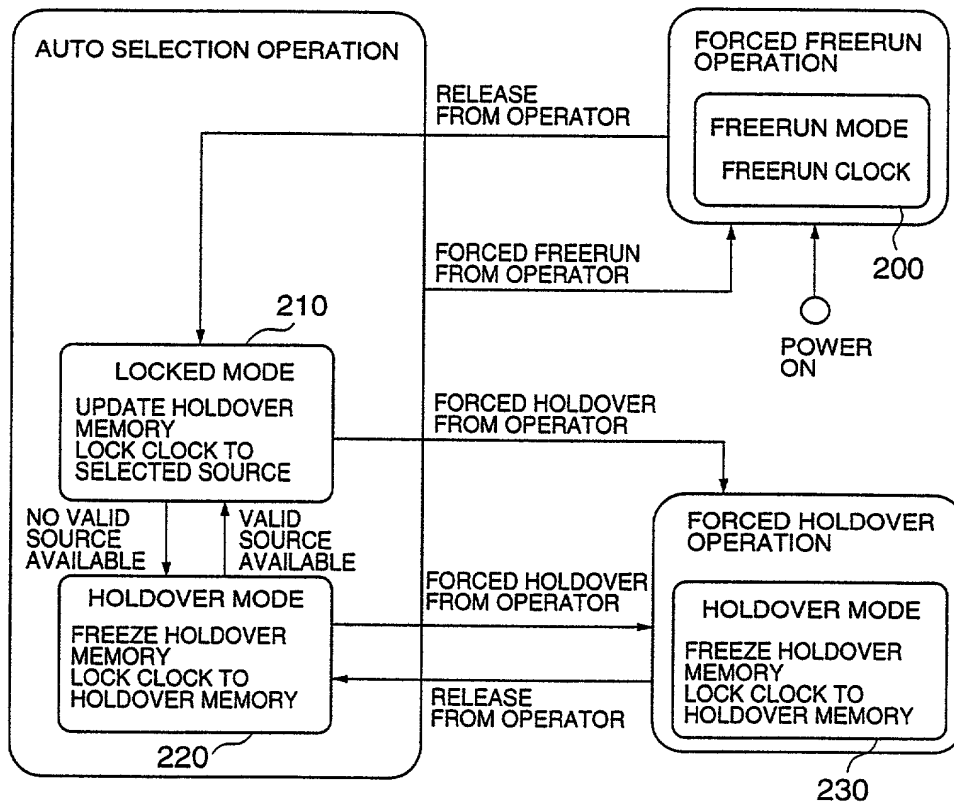 AUTO SELECTION OPERATION
FORCED FREERUN
OPERATION
FREERUN MODE
FREERUN CLOCK
200
RELEASE
FROM OPERATOR
FORCED FREERUN
FROM OPERATOR
POWER
ON
210
LOCKED MODE
UPDATE HOLDOVER
MEMORY
LOCK CLOCK TO
SELECTED SOURCE
FORCED HOLDOVER
FROM OPERATOR
NO VALID
SOURCE
AVAILABLE
VALID
SOURCE
AVAILABLE
FORCED HOLDOVER
OPERATION
HOLDOVER MODE
FREEZE HOLDOVER
MEMORY
LOCK CLOCK TO
HOLDOVER MEMORY
220
FORCED HOLDOVER
FROM OPERATOR
RELEASE
FROM OPERATOR
HOLDOVER MODE
FREEZE HOLDOVER
MEMORY
LOCK CLOCK TO
HOLDOVER MEMORY
230